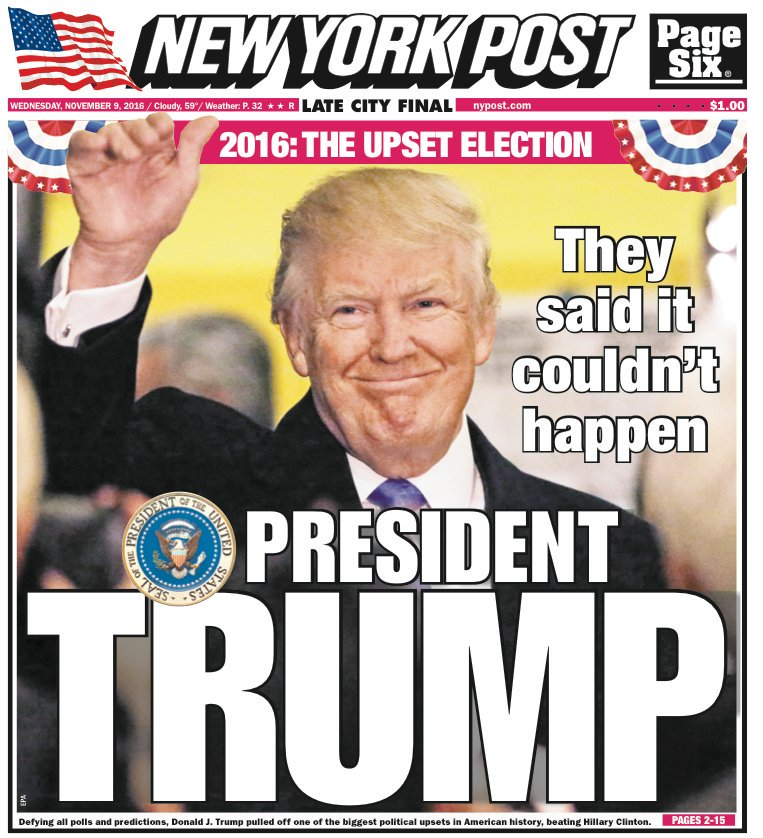 NEW YORK POST
Page
Six®
WEDNESDAY, NOVEMBER 9, 2016 / Cloudy, 59°/ Weather: P. 32 ★★ R LATE CITY FINAL nypost.com $1.00
2016: THE UPSET ELECTION
They
said it
couldn't
happen
SEAL OF THE PRESIDENT OF THE UNITED STATES
PRESIDENT
TRUMP
EPA
Defying all polls and predictions, Donald J. Trump pulled off one of the biggest political upsets in American history, beating Hillary Clinton. PAGES 2-15